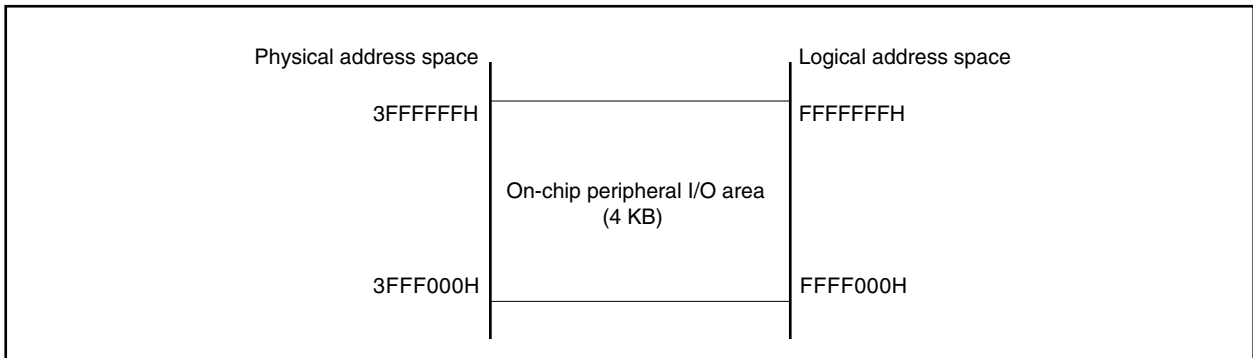 Physical address space
Logical address space
3FFFFFFH
FFFFFFFH
On-chip peripheral I/O area
(4 KB)
3FFF000H
FFFF000H